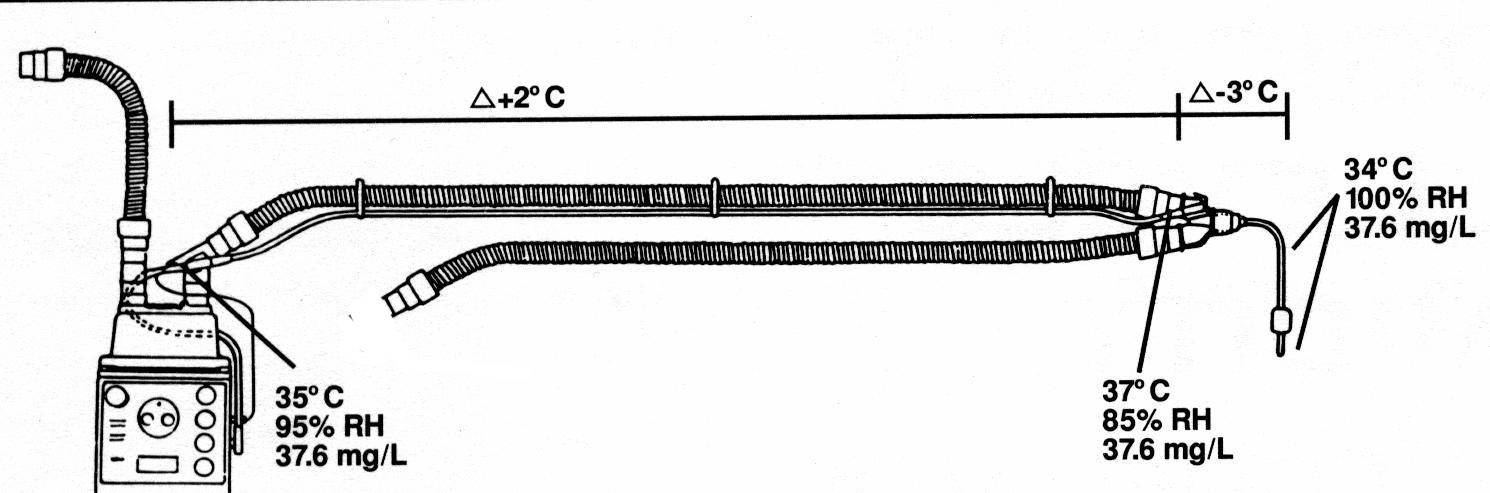 △+2° C
△-3° C
34° C
100% RH
37.6 mg/L
35° C
95% RH
37.6 mg/L
37° C
85% RH
37.6 mg/L